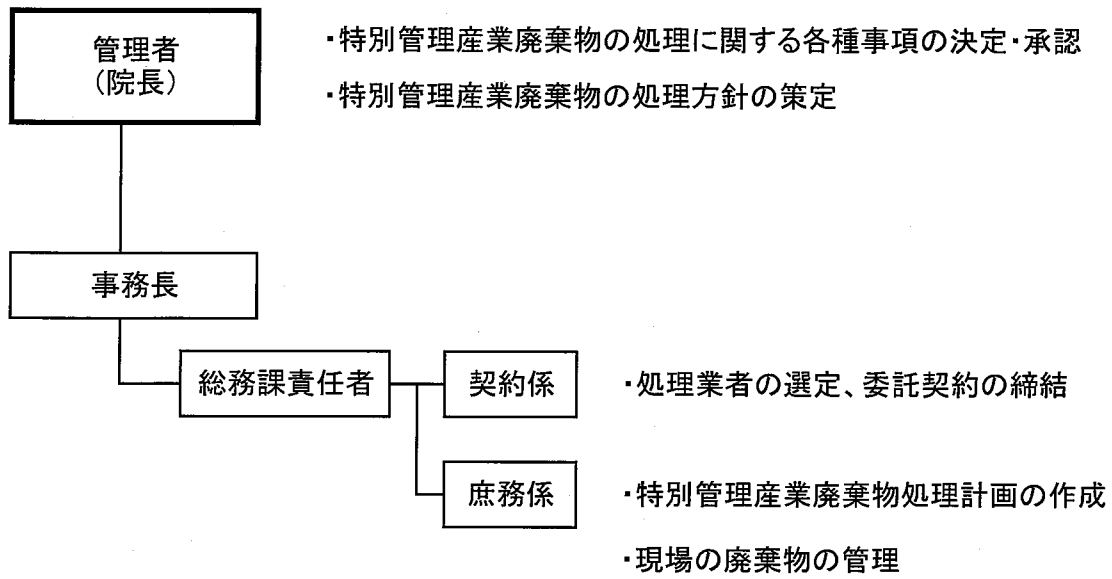 管理者
（院長）
・特別管理産業廃棄物の処理に関する各種事項の決定・承認
・特別管理産業廃棄物の処理方針の策定
事務長
総務課責任者
契約係
・処理業者の選定、委託契約の締結
庶務係
・特別管理産業廃棄物処理計画の作成
・現場の廃棄物の管理